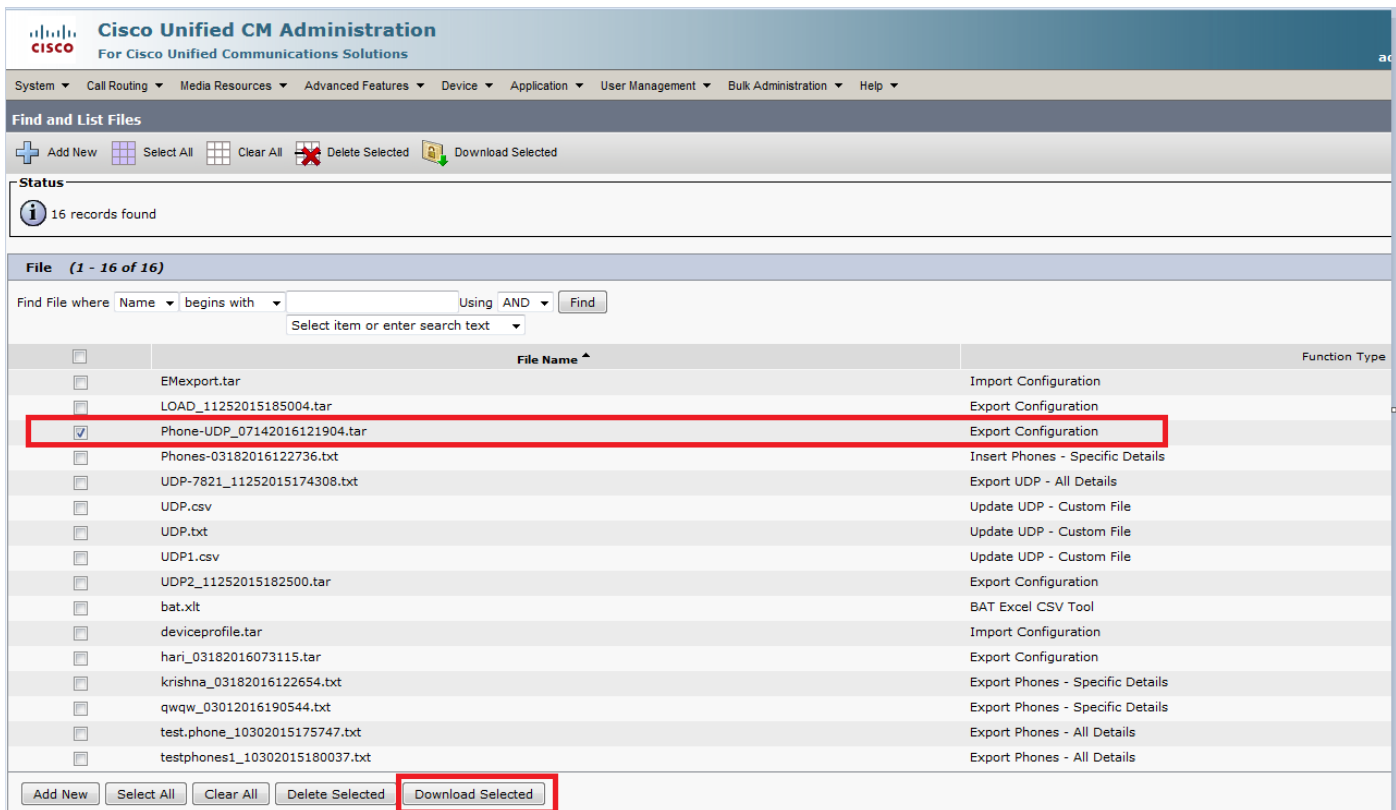 Cisco Unified CM Administration
CISCO
For Cisco Unified Communications Solutions
System Call Routing Media Resources Advanced Features Device Application User Management Bulk Administration Help
Find and List Files
Add New Select All Clear All Delete Selected Download Selected
Status
16 records found
File (1 - 16 of 16)
Find File where Name begins with Using AND Find
Select item or enter search text
File Name Function Type
EMexport.tar Import Configuration
LOAD_11252015185004.tar Export Configuration
Phone-UDP_07142016121904.tar Export Configuration
Phones-03182016122736.txt Insert Phones - Specific Details
UDP-7821_11252015174308.txt Export UDP - All Details
UDP.csv Update UDP - Custom File
UDP.txt Update UDP - Custom File
UDP1.csv Update UDP - Custom File
UDP2_11252015182500.tar Export Configuration
bat.xlt BAT Excel CSV Tool
deviceprofile.tar Import Configuration
hari_03182016073115.tar Export Configuration
krishna_03182016122654.txt Export Phones - Specific Details
qwqw_03012016190544.txt Export Phones - Specific Details
test.phone_10302015175747.txt Export Phones - All Details
testphones1_10302015180037.txt Export Phones - All Details
Add New Select All Clear All Delete Selected Download Selected